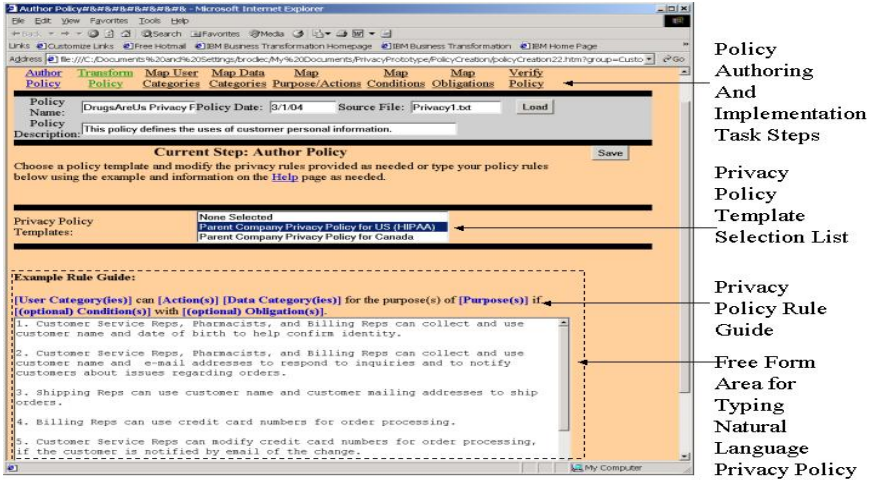 Author Policy#&#&#&#&#&#&#& - Microsoft Internet Explorer
File Edit View Favorites Tools Help
Back Search Favorites Media
Links Customize Links Free Hotmail IBM Business Transformation Homepage IBM Business Transformation IBM Home Page
Address file:///C:/Documents%20and%20Settings/brodiec/My%20Documents/PrivacyPrototype/PolicyCreation/policyCreation22.htm?group=Custo Go
Author Policy
Transform Policy
Map User Categories
Map Data Categories
Map Purpose/Actions
Map Conditions
Map Obligations
Verify Policy
Policy Name: DrugsAreUs Privacy P Policy Date: 3/1/04 Source File: Privacy1.txt Load
Policy Description: This policy defines the uses of customer personal information.
Current Step: Author Policy Save
Choose a policy template and modify the privacy rules provided as needed or type your policy rules
below using the example and information on the Help page as needed.
Privacy Policy
Templates:
None Selected
Parent Company Privacy Policy for US (HIPAA)
Parent Company Privacy Policy for Canada
Example Rule Guide:
[User Category(ies)] can [Action(s)] [Data Category(ies)] for the purpose(s) of [Purpose(s)] if
[(optional) Condition(s)] with [(optional) Obligation(s)].
1. Customer Service Reps, Pharmacists, and Billing Reps can collect and use
customer name and date of birth to help confirm identity.
2. Customer Service Reps, Pharmacists, and Billing Reps can collect and use
customer name and e-mail addresses to respond to inquiries and to notify
customers about issues regarding orders.
3. Shipping Reps can use customer name and customer mailing addresses to ship
orders.
4. Billing Reps can use credit card numbers for order processing.
5. Customer Service Reps can modify credit card numbers for order processing,
if the customer is notified by email of the change.
My Computer
Policy
Authoring
And
Implementation
Task Steps
Privacy
Policy
Template
Selection List
Privacy
Policy Rule
Guide
Free Form
Area for
Typing
Natural
Language
Privacy Policy